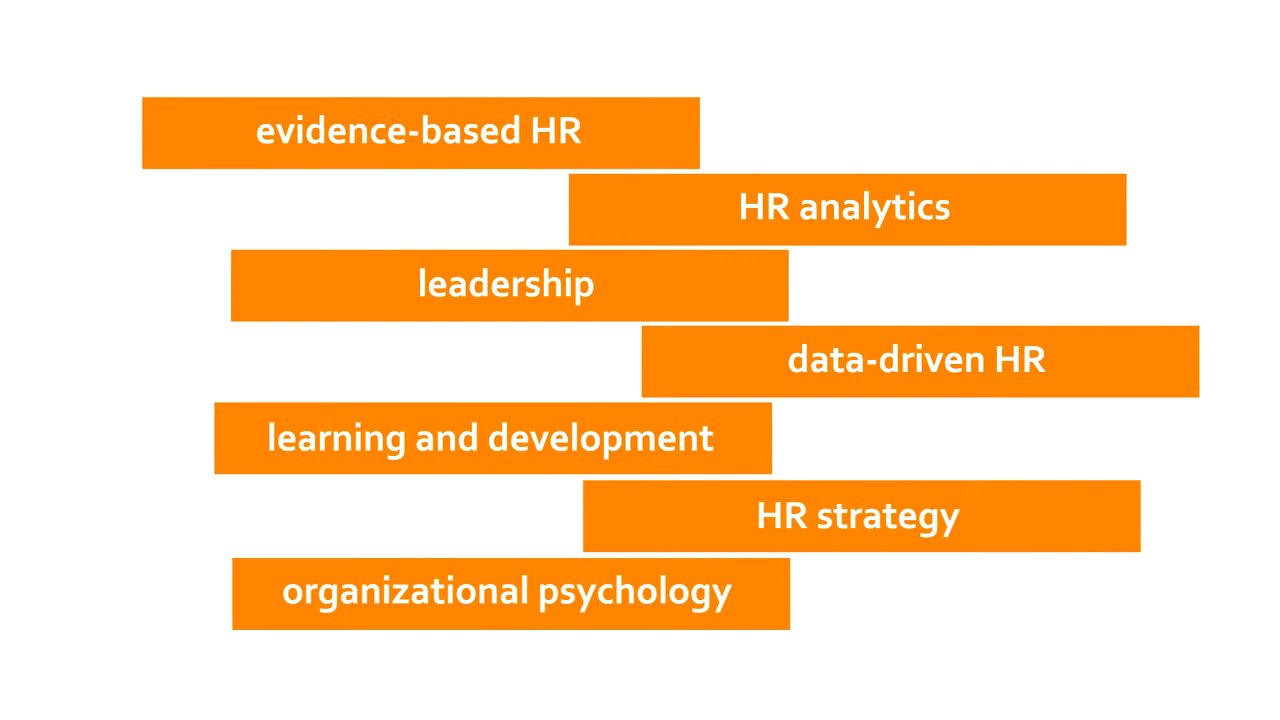 evidence-based HR
HR analytics
leadership
data-driven HR
learning and development
HR strategy
organizational psychology